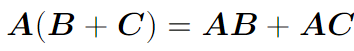 A(B + C) = AB + AC